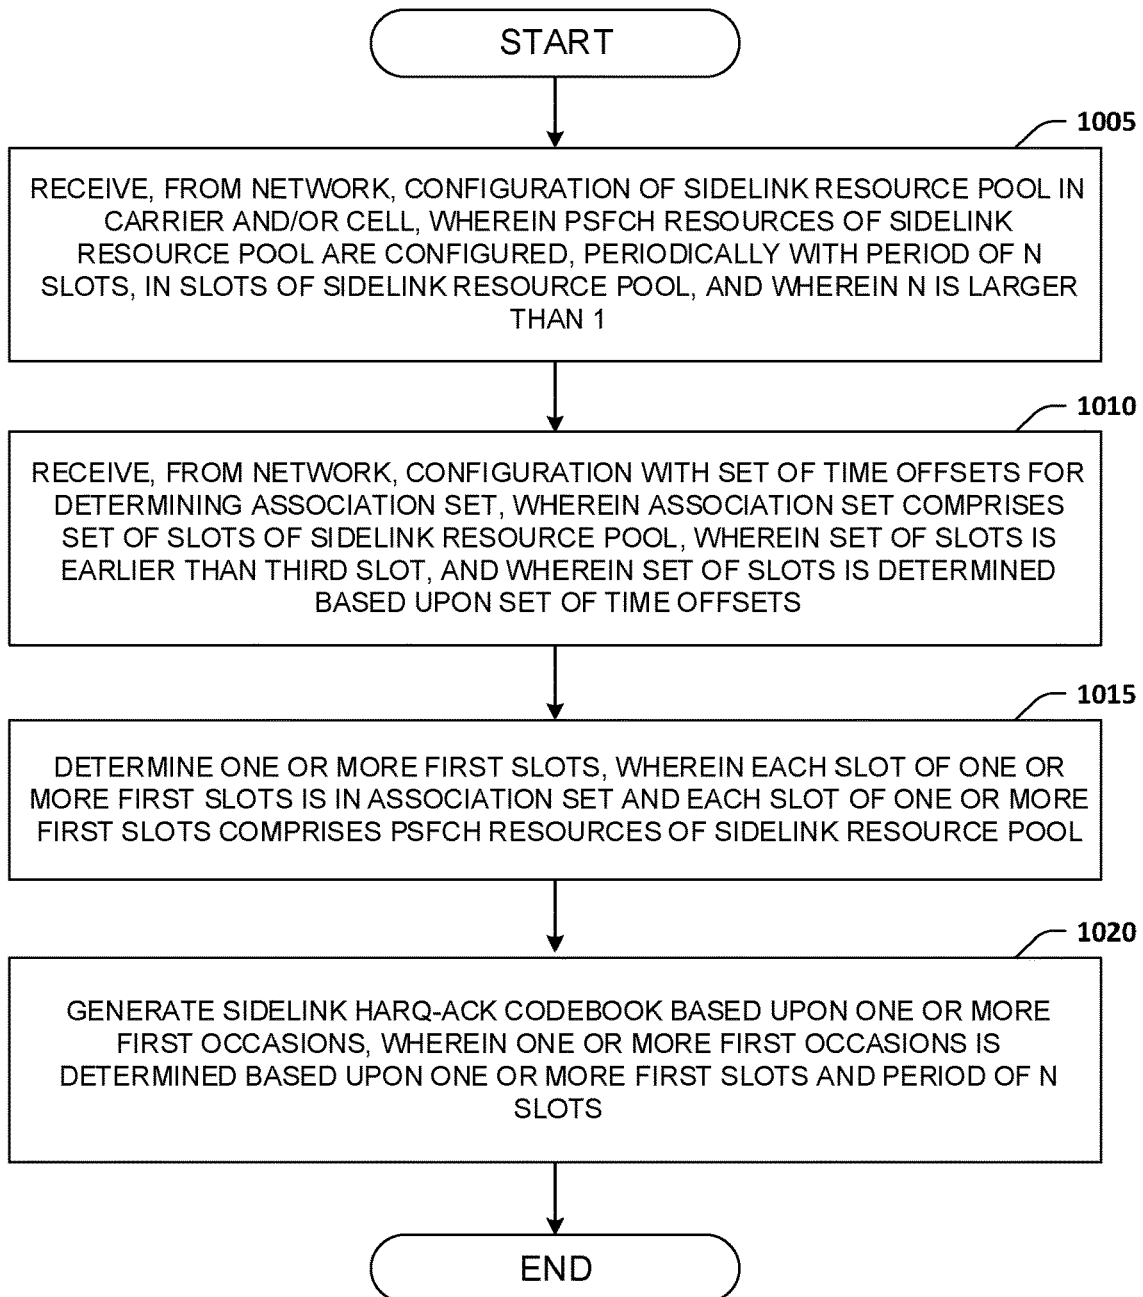 START
1005
RECEIVE, FROM NETWORK, CONFIGURATION OF SIDELINK RESOURCE POOL IN
CARRIER AND/OR CELL, WHEREIN PSFCH RESOURCES OF SIDELINK
RESOURCE POOL ARE CONFIGURED, PERIODICALLY WITH PERIOD OF N
SLOTS, IN SLOTS OF SIDELINK RESOURCE POOL, AND WHEREIN N IS LARGER
THAN 1
1010
RECEIVE, FROM NETWORK, CONFIGURATION WITH SET OF TIME OFFSETS FOR
DETERMINING ASSOCIATION SET, WHEREIN ASSOCIATION SET COMPRISES
SET OF SLOTS OF SIDELINK RESOURCE POOL, WHEREIN SET OF SLOTS IS
EARLIER THAN THIRD SLOT, AND WHEREIN SET OF SLOTS IS DETERMINED
BASED UPON SET OF TIME OFFSETS
1015
DETERMINE ONE OR MORE FIRST SLOTS, WHEREIN EACH SLOT OF ONE OR
MORE FIRST SLOTS IS IN ASSOCIATION SET AND EACH SLOT OF ONE OR MORE
FIRST SLOTS COMPRISES PSFCH RESOURCES OF SIDELINK RESOURCE POOL
1020
GENERATE SIDELINK HARQ-ACK CODEBOOK BASED UPON ONE OR MORE
FIRST OCCASIONS, WHEREIN ONE OR MORE FIRST OCCASIONS IS
DETERMINED BASED UPON ONE OR MORE FIRST SLOTS AND PERIOD OF N
SLOTS
END